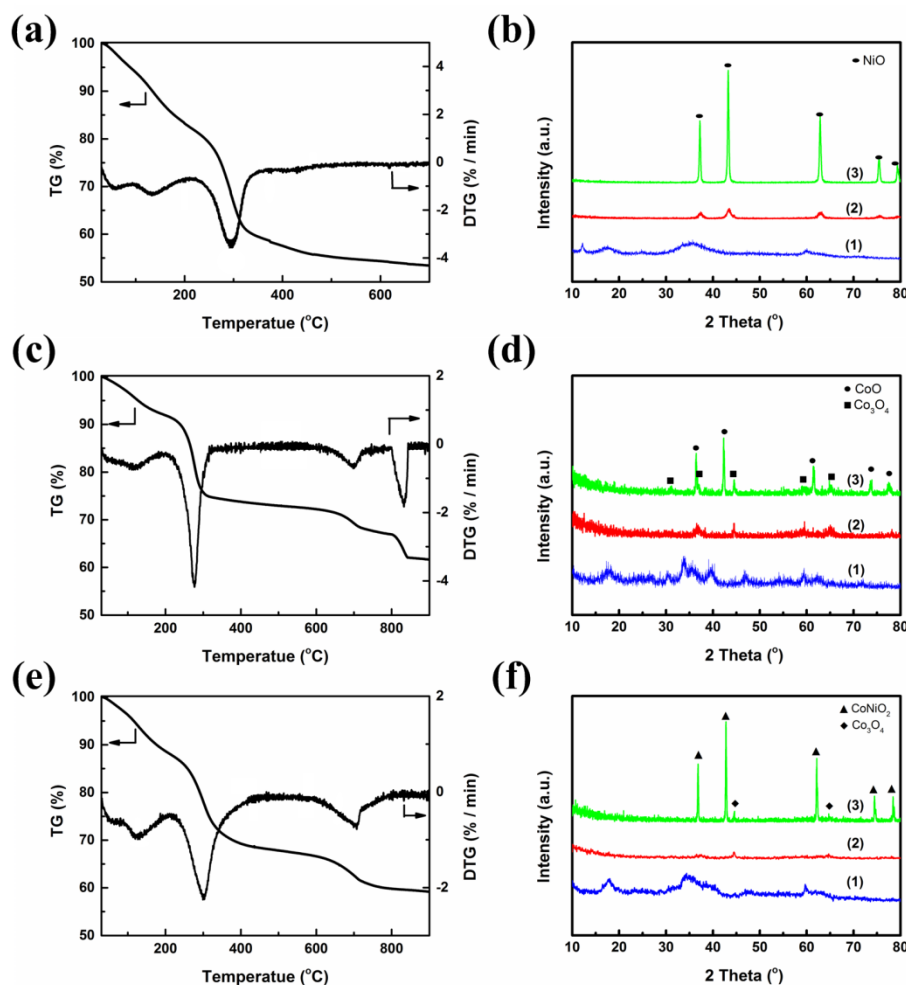 (a)
100
90
80
70
60
50
TG (%)
4
2
0
-2
-4
DTG (% / min)
200
400
600
Temperatue (°C)
(b)
NiO
(3)
(2)
(1)
Intensity (a.u.)
10
20
30
40
50
60
70
80
2 Theta (°)
(c)
100
90
80
70
60
50
TG (%)
2
0
-2
-4
DTG (% / min)
200
400
600
800
Temperatue (°C)
(d)
CoO
Co₃O₄
(3)
(2)
(1)
Intensity (a.u.)
10
20
30
40
50
60
70
80
2 Theta (°)
(e)
100
90
80
70
60
50
TG (%)
2
0
-2
DTG (% / min)
200
400
600
800
Temperatue (°C)
(f)
CoNiO₂
Co₃O₄
(3)
(2)
(1)
Intensity (a.u.)
10
20
30
40
50
60
70
80
2 Theta (°)